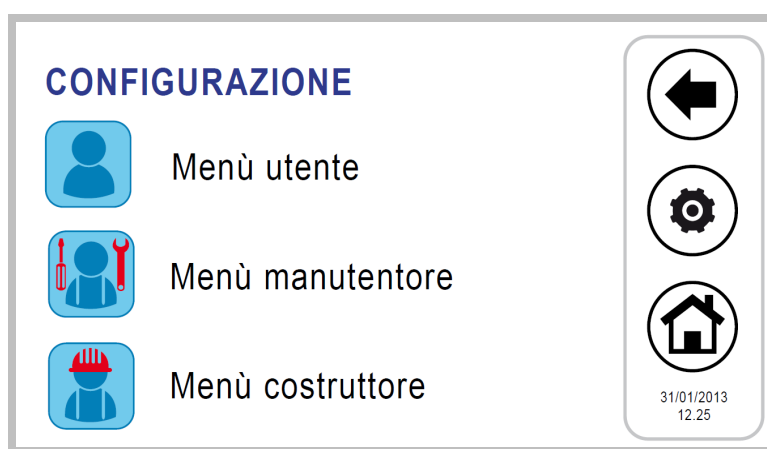 CONFIGURAZIONE
Menù utente
Menù manutentore
Menù costruttore
31/01/2013
12.25